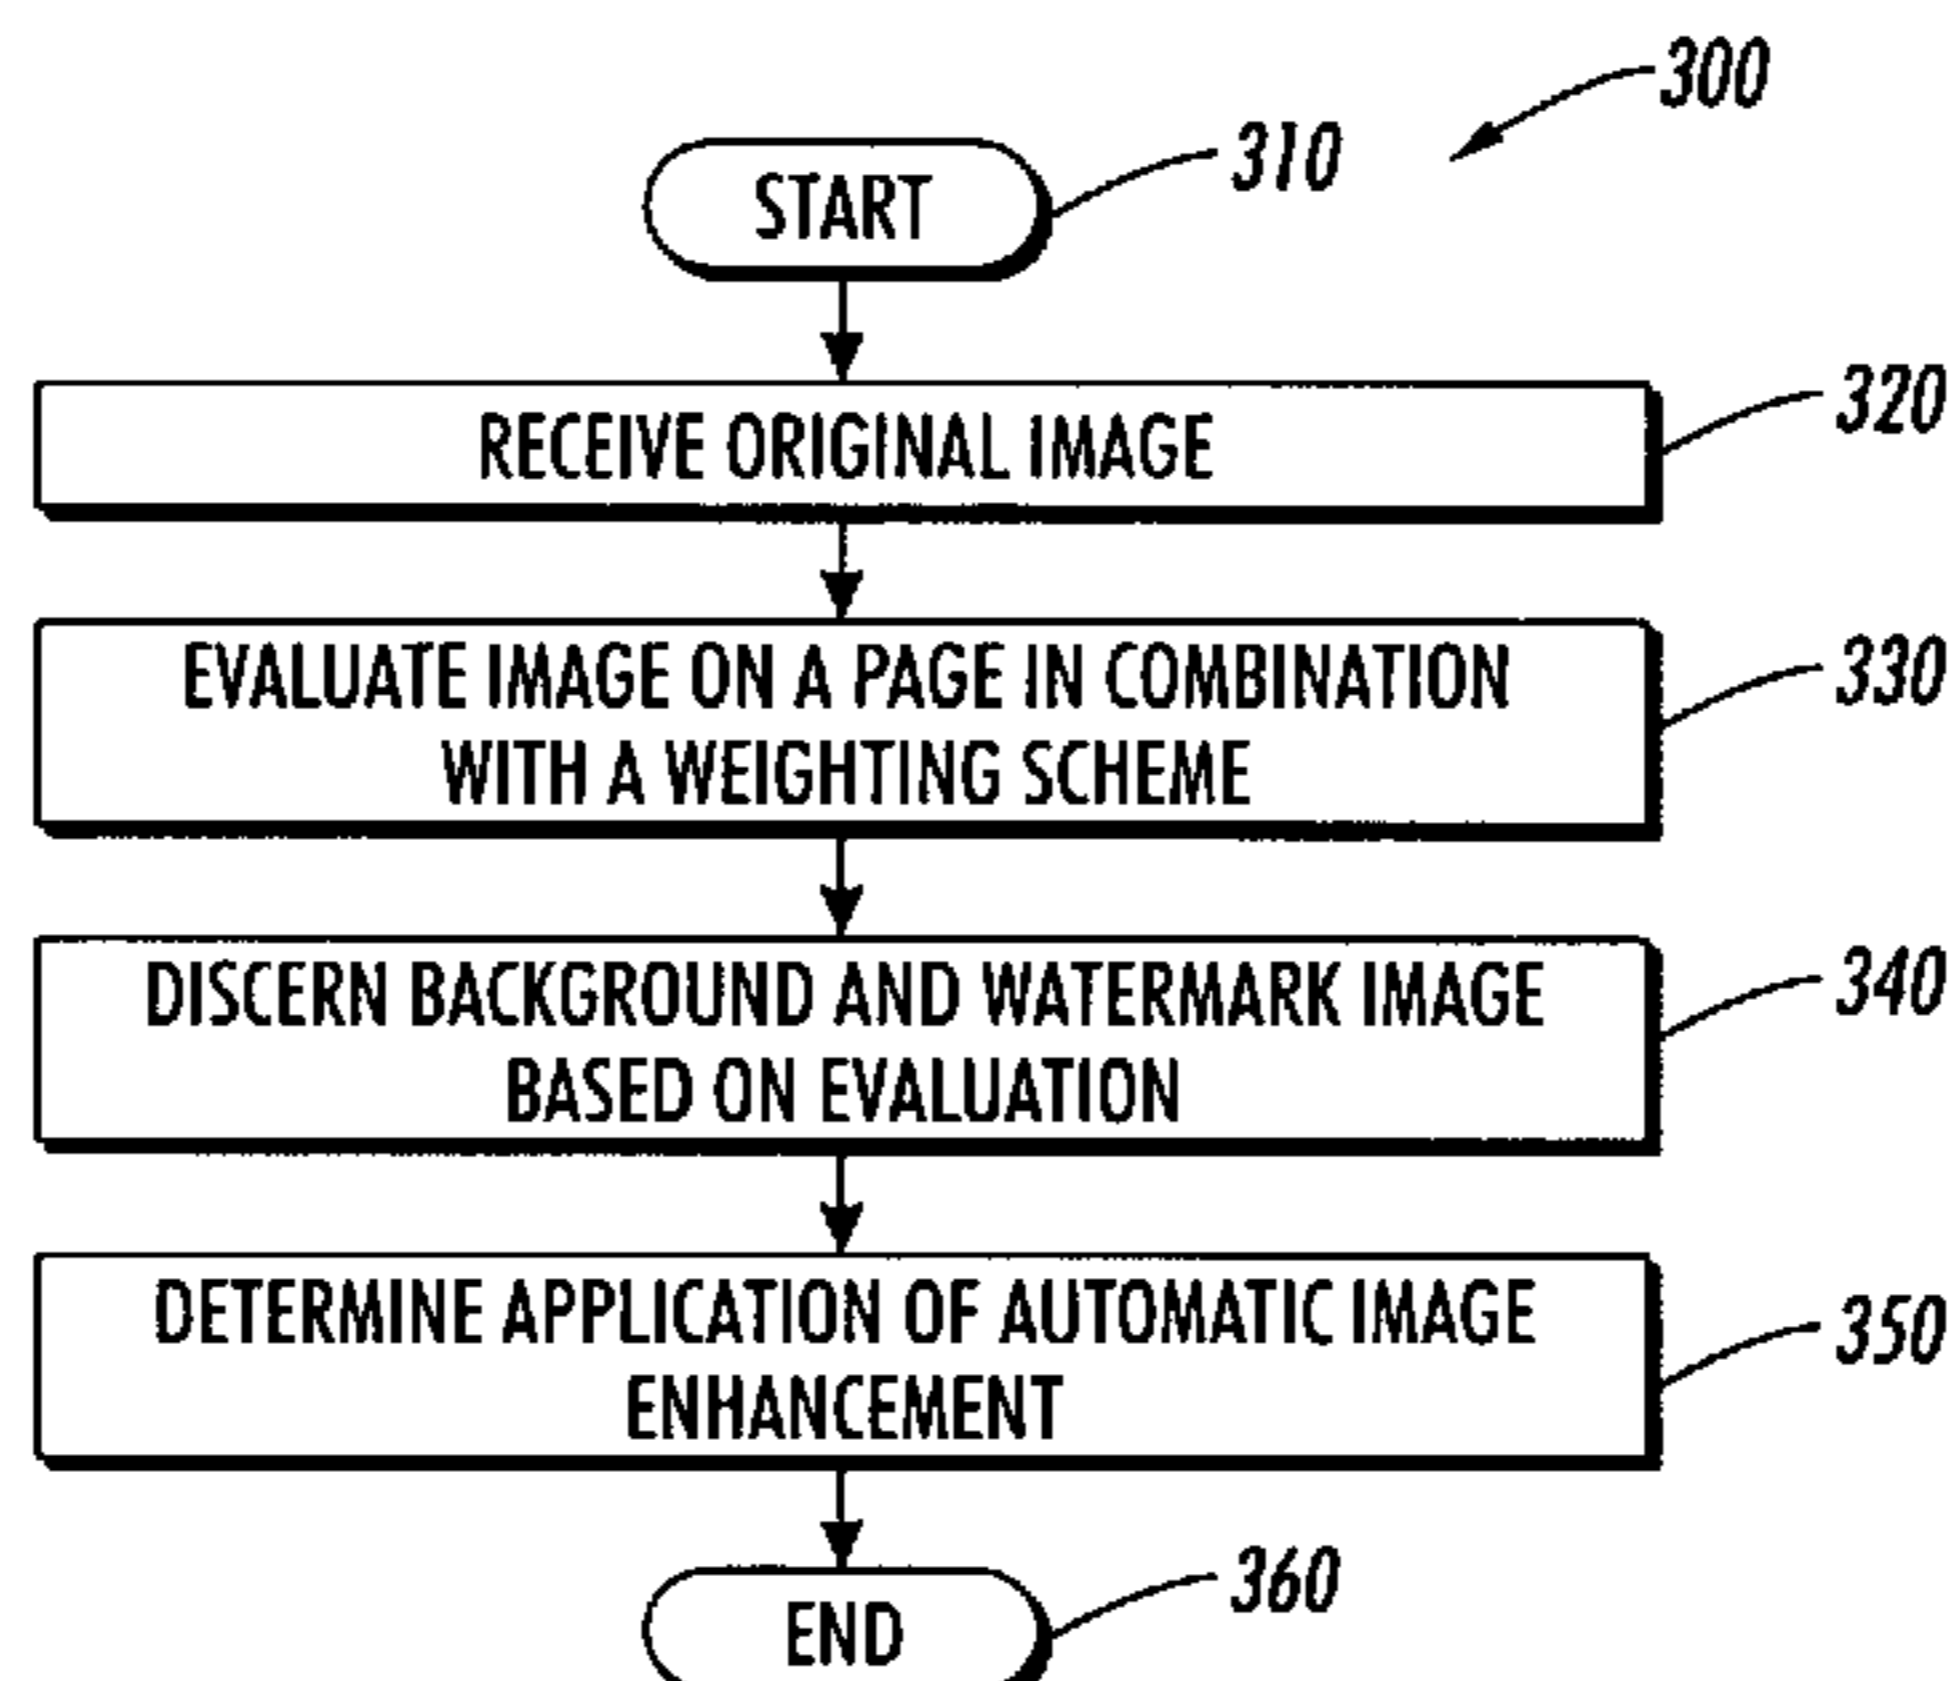 300
START
310
RECEIVE ORIGINAL IMAGE
320
EVALUATE IMAGE ON A PAGE IN COMBINATION
WITH A WEIGHTING SCHEME
330
DISCERN BACKGROUND AND WATERMARK IMAGE
BASED ON EVALUATION
340
DETERMINE APPLICATION OF AUTOMATIC IMAGE
ENHANCEMENT
350
END
360